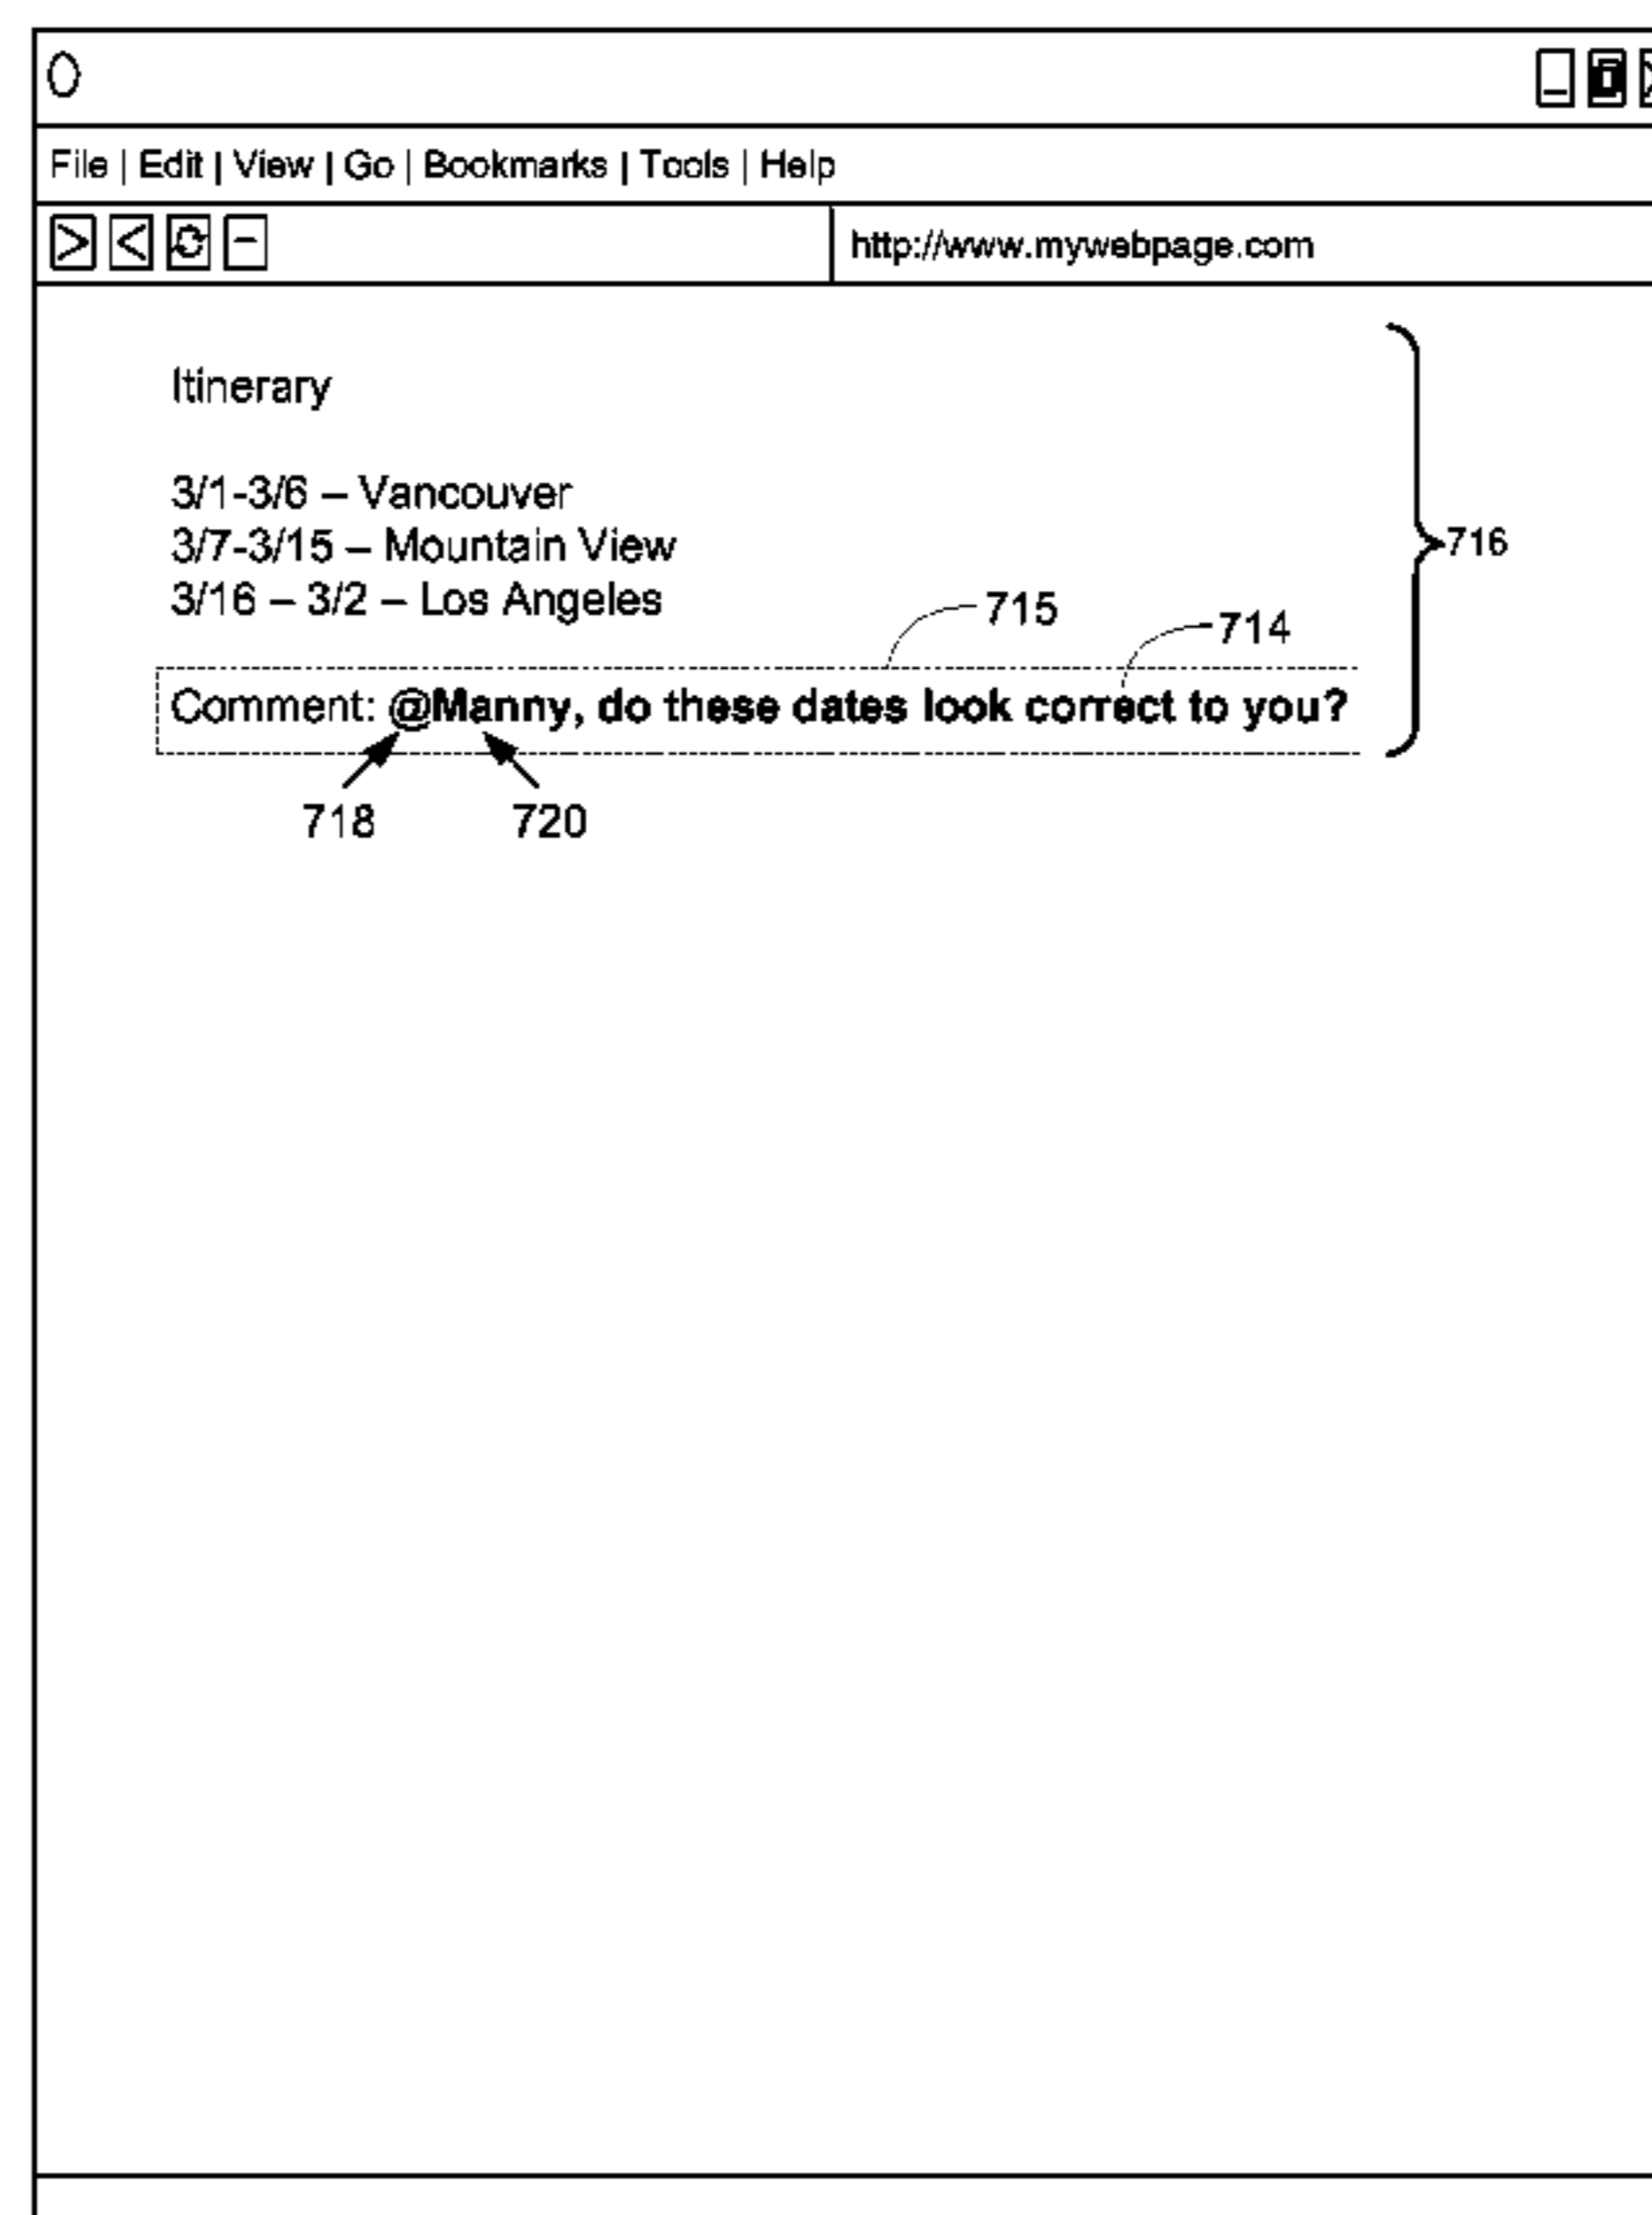 File | Edit | View | Go | Bookmarks | Tools | Help
http://www.mywebpage.com
Itinerary
3/1-3/6 – Vancouver
3/7-3/15 – Mountain View
3/16 – 3/2 – Los Angeles
716
715
714
Comment: @Manny, do these dates look correct to you?
718
720